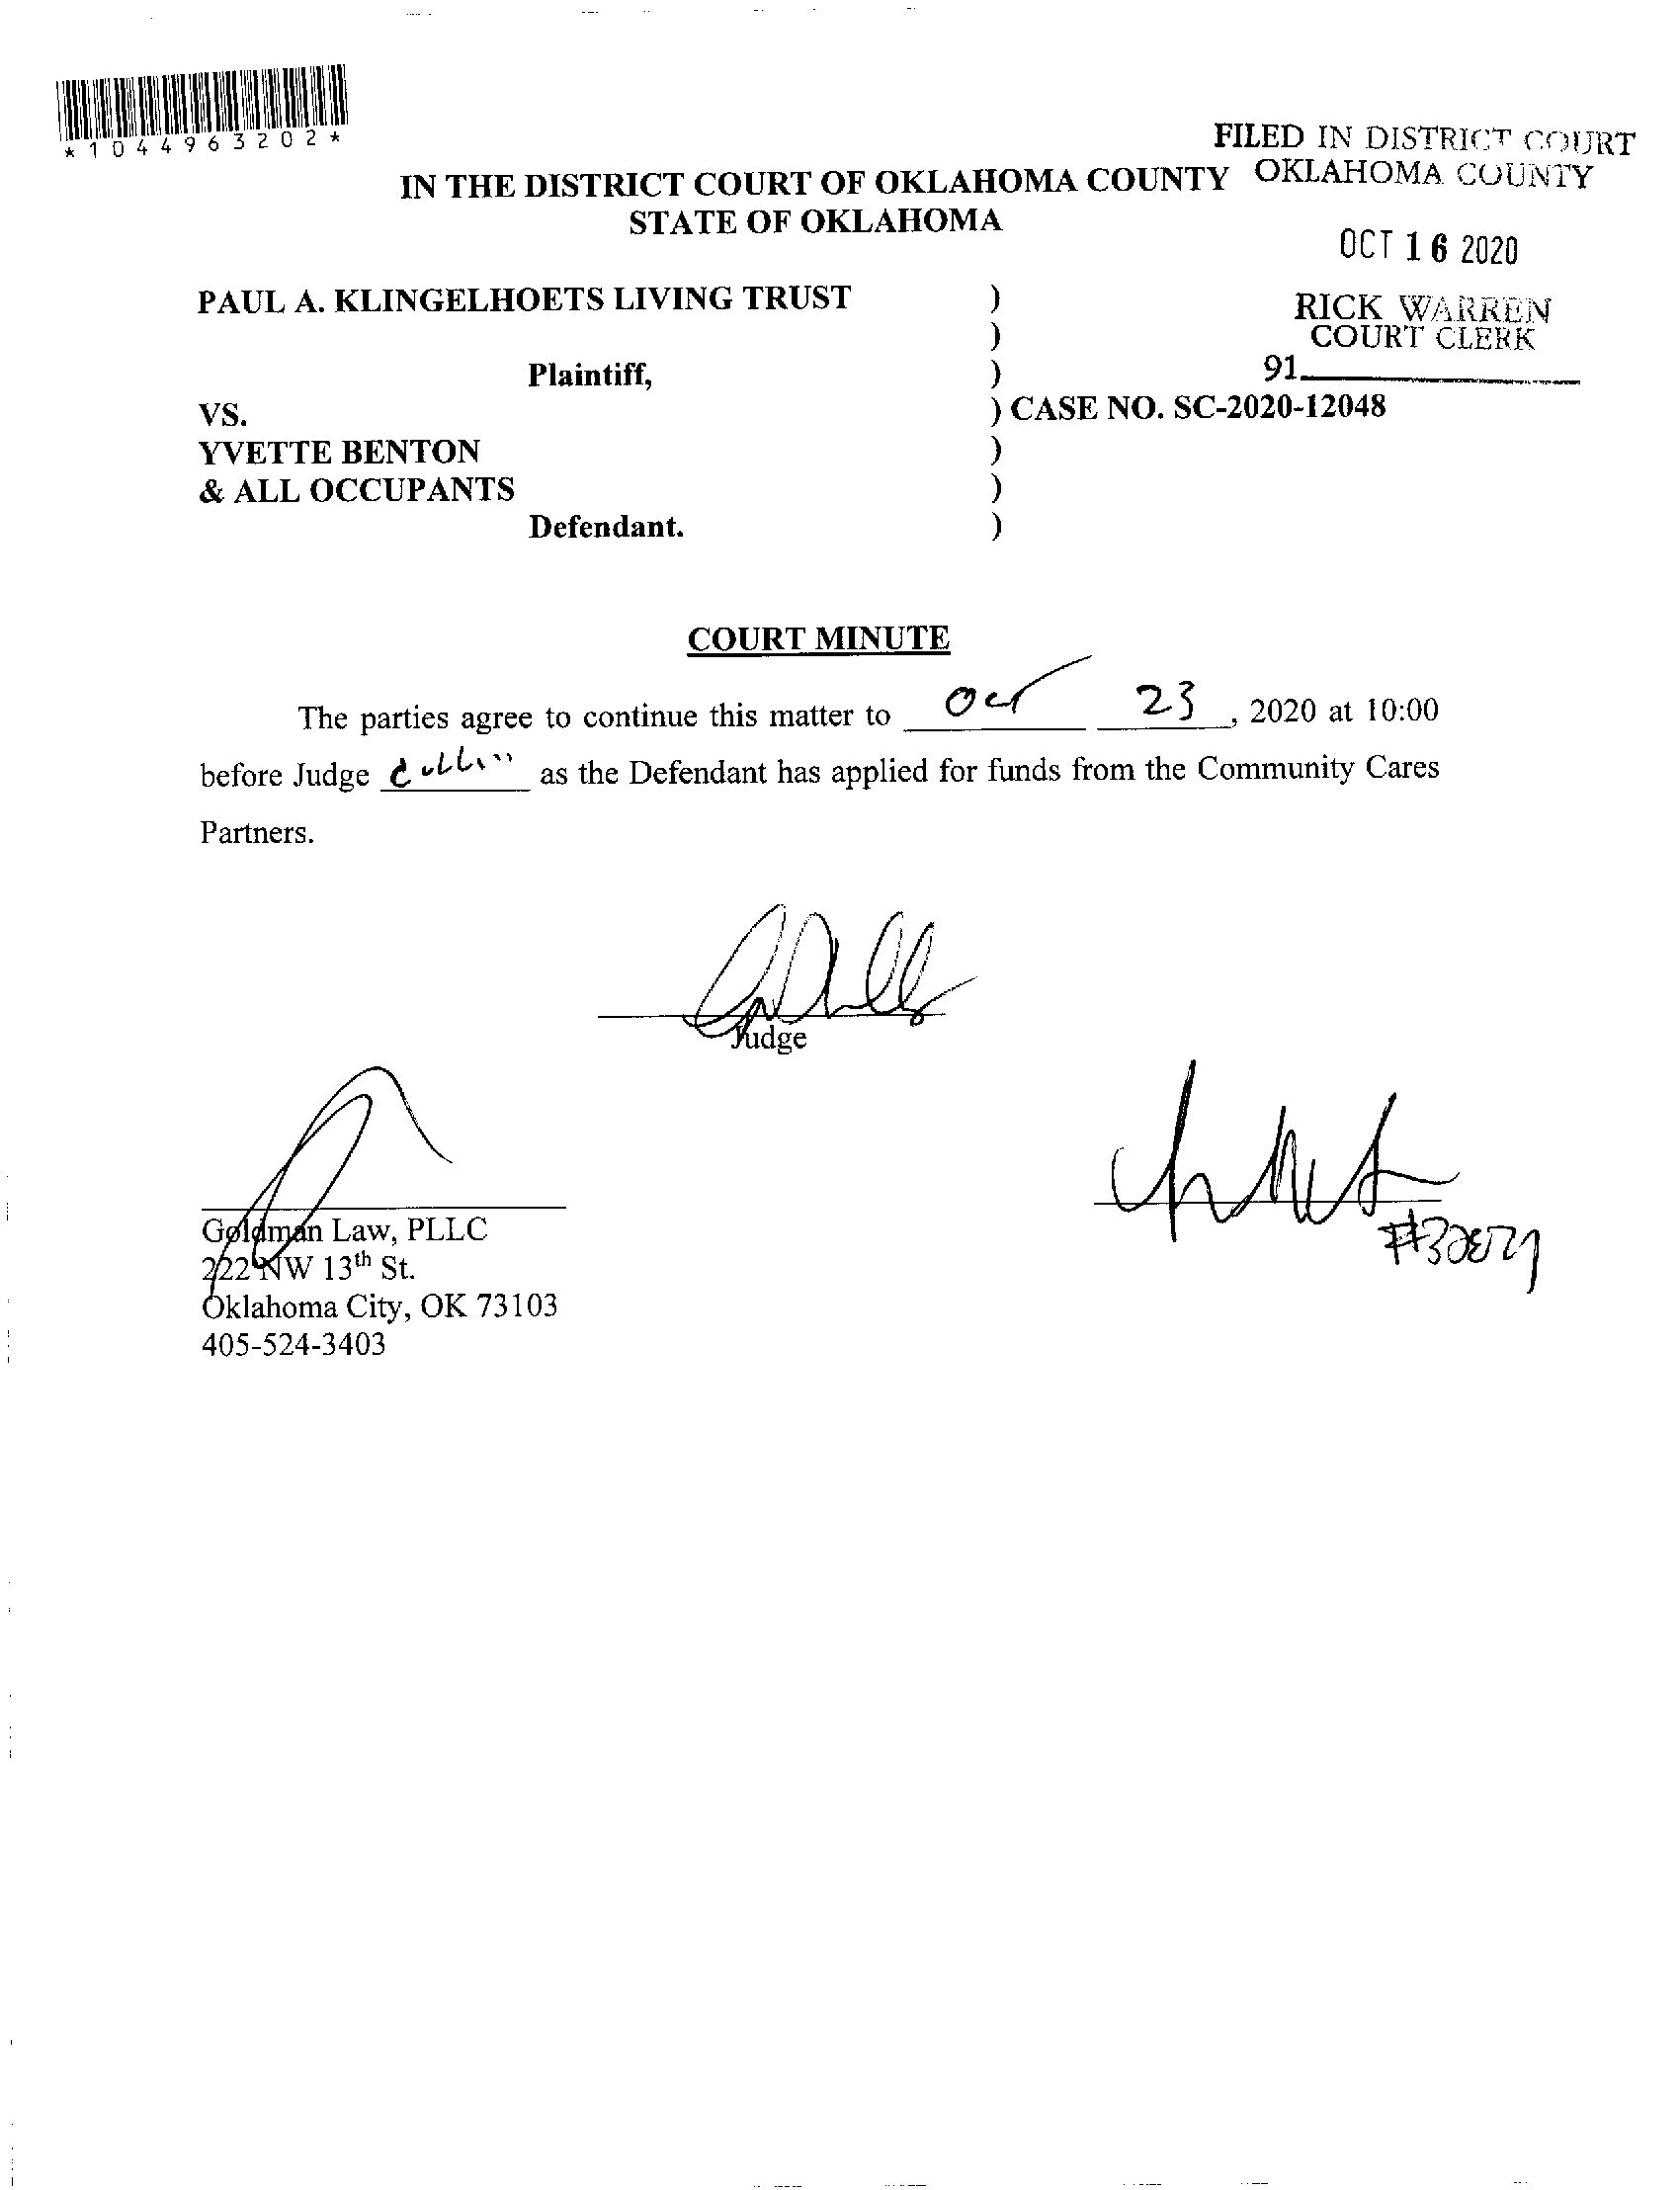 *1044963202*
FILED IN DISTRICT COURT
OKLAHOMA COUNTY
IN THE DISTRICT COURT OF OKLAHOMA COUNTY
STATE OF OKLAHOMA
OCT 16 2020
RICK WARREN
COURT CLERK
91
PAUL A. KLINGELHOETS LIVING TRUST )
)
Plaintiff, )
VS. ) CASE NO. SC-2020-12048
YVETTE BENTON )
& ALL OCCUPANTS )
Defendant. )
COURT MINUTE
The parties agree to continue this matter to Oct 23, 2020 at 10:00
before Judge as the Defendant has applied for funds from the Community Cares
Partners.
Judge
Goldman Law, PLLC
222 NW 13th St.
Oklahoma City, OK 73103
405-524-3403